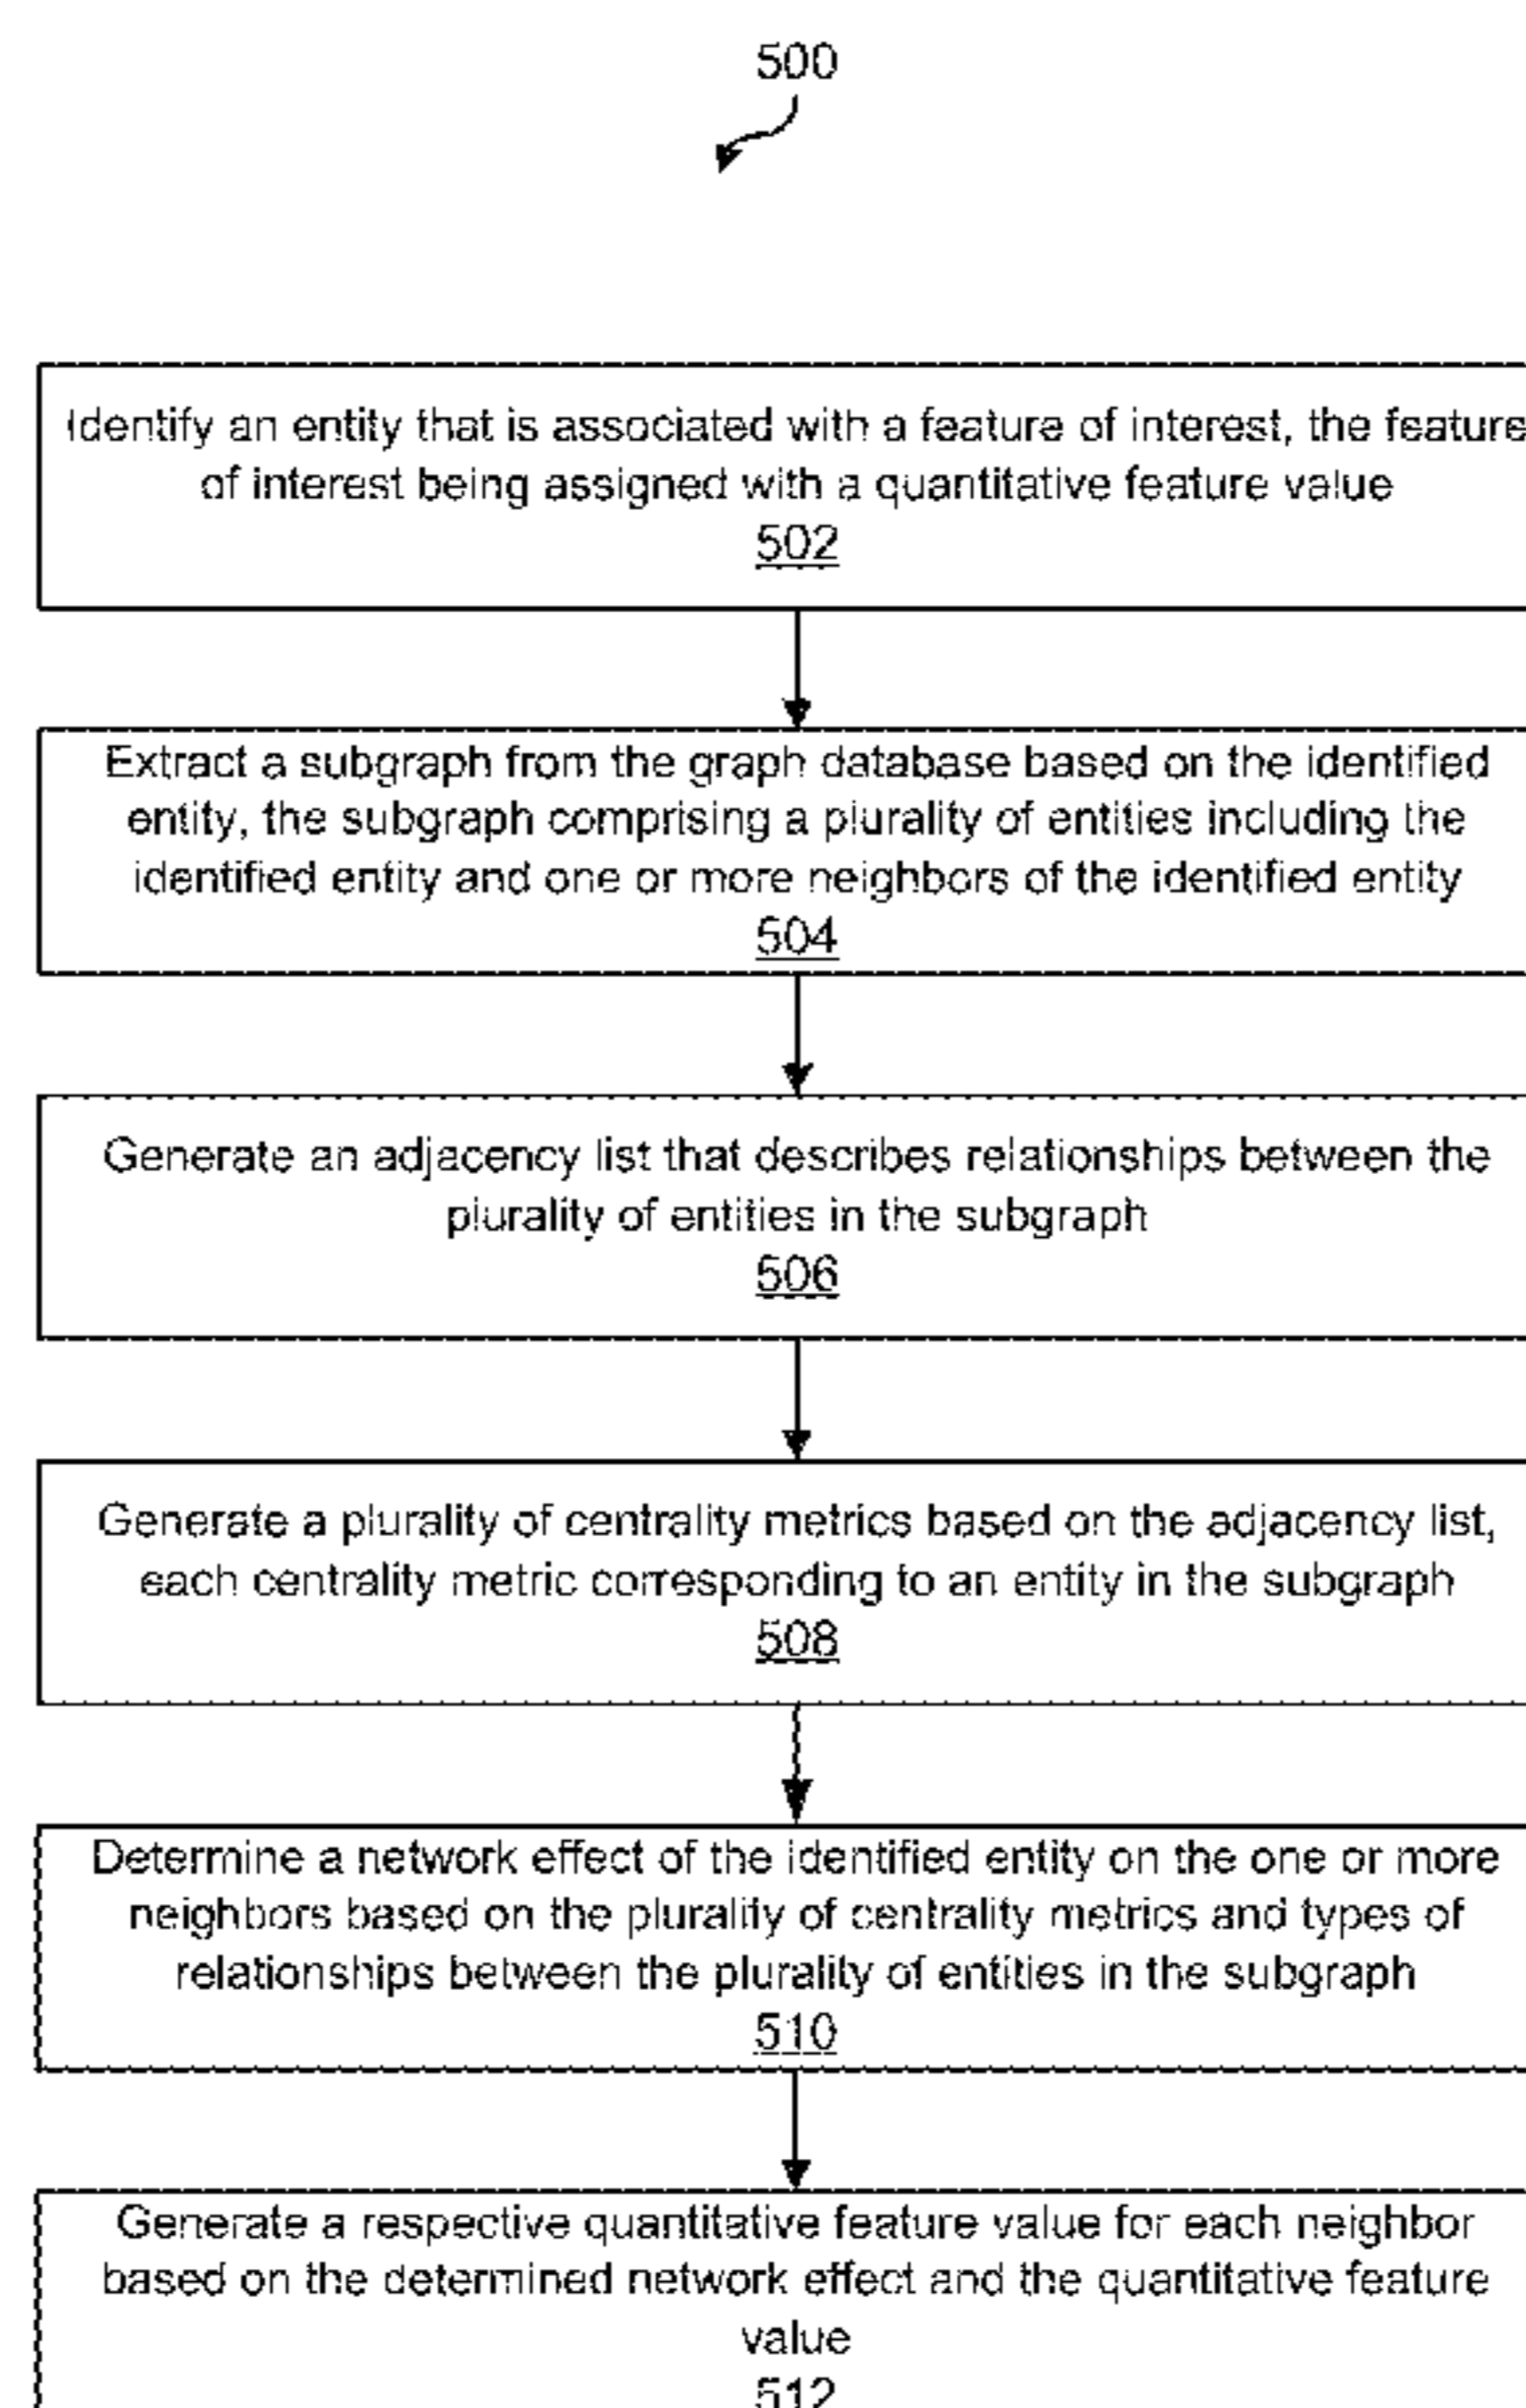 500
Identify an entity that is associated with a feature of interest, the feature
of interest being assigned with a quantitative feature value
502
Extract a subgraph from the graph database based on the identified
entity, the subgraph comprising a plurality of entities including the
identified entity and one or more neighbors of the identified entity
504
Generate an adjacency list that describes relationships between the
plurality of entities in the subgraph
506
Generate a plurality of centrality metrics based on the adjacency list,
each centrality metric corresponding to an entity in the subgraph
508
Determine a network effect of the identified entity on the one or more
neighbors based on the plurality of centrality metrics and types of
relationships between the plurality of entities in the subgraph
510
Generate a respective quantitative feature value for each neighbor
based on the determined network effect and the quantitative feature
value
512